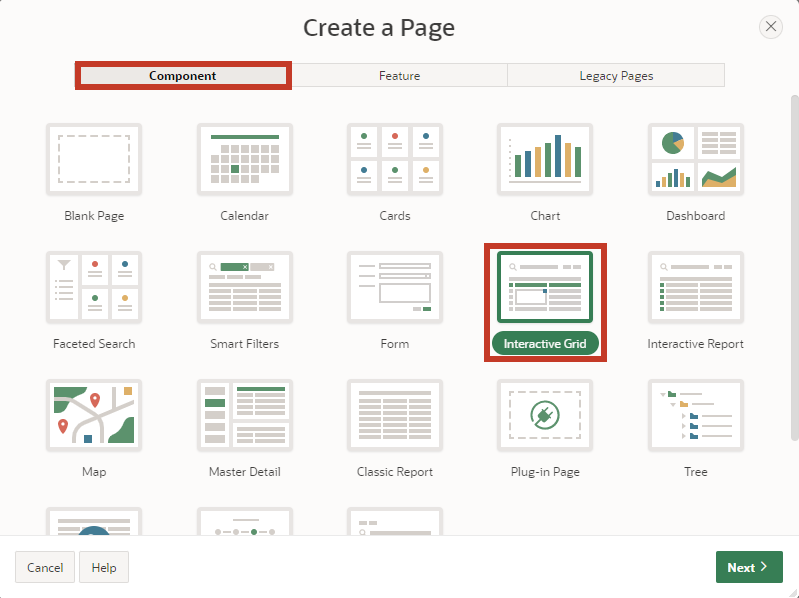 Create a Page
Component
Feature
Legacy Pages
Blank Page
Calendar
Cards
Chart
Dashboard
Faceted Search
Smart Filters
Form
Interactive Grid
Interactive Report
Map
Master Detail
Classic Report
Plug-in Page
Tree
Cancel
Help
Next